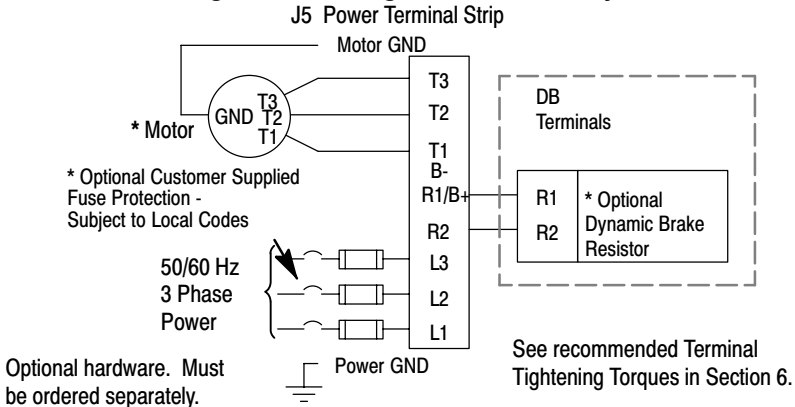 J5 Power Terminal Strip
Motor GND
T3
T2
T1
B-
R1/B+
R2
L3
L2
L1
Power GND
GND
T3
T2
T1
* Motor
* Optional Customer Supplied
Fuse Protection -
Subject to Local Codes
50/60 Hz
3 Phase
Power
DB
Terminals
R1
R2
* Optional
Dynamic Brake
Resistor
Optional hardware. Must
be ordered separately.
See recommended Terminal
Tightening Torques in Section 6.